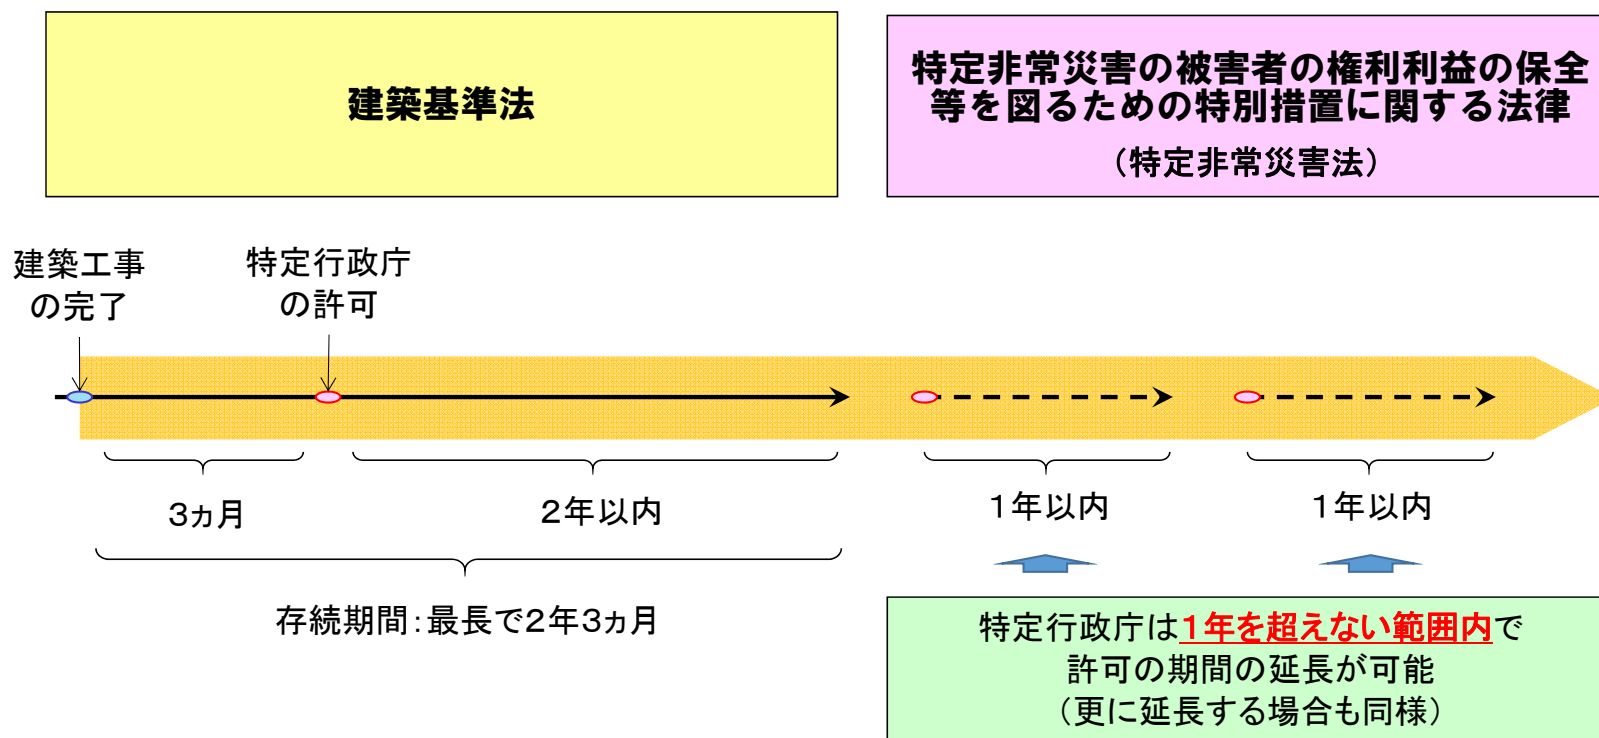 建築基準法
特定非常災害の被害者の権利利益の保全
等を図るための特別措置に関する法律
（特定非常災害法）
建築工事
の完了
特定行政庁
の許可
３ヵ月
２年以内
１年以内
１年以内
存続期間：最長で２年３ヵ月
特定行政庁は１年を超えない範囲内で
許可の期間の延長が可能
（更に延長する場合も同様）